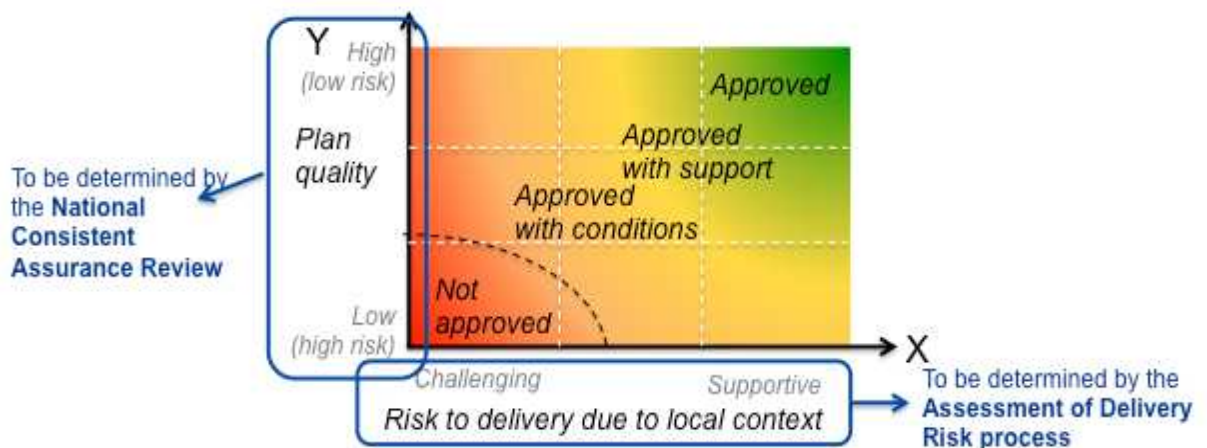 Y
High
(low risk)
Plan
quality
Low
(high risk)
To be determined by
the National
Consistent
Assurance Review
Approved
Approved
with support
Approved
with conditions
Not
approved
X
Challenging
Supportive
Risk to delivery due to local context
To be determined by the
Assessment of Delivery
Risk process